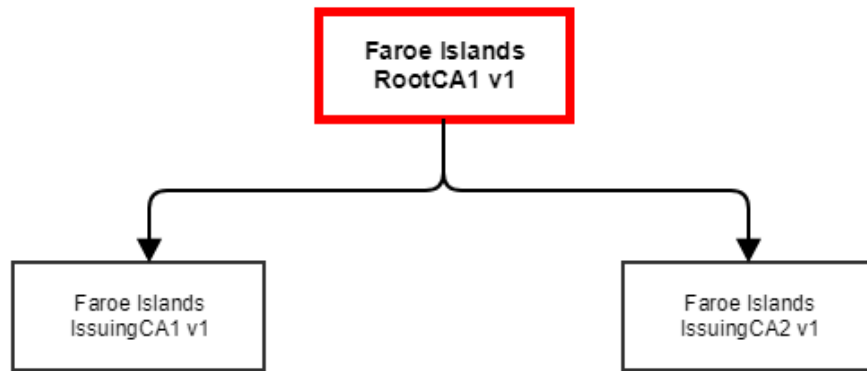 Faroe Islands
RootCA1 v1
Faroe Islands
IssuingCA1 v1
Faroe Islands
IssuingCA2 v1